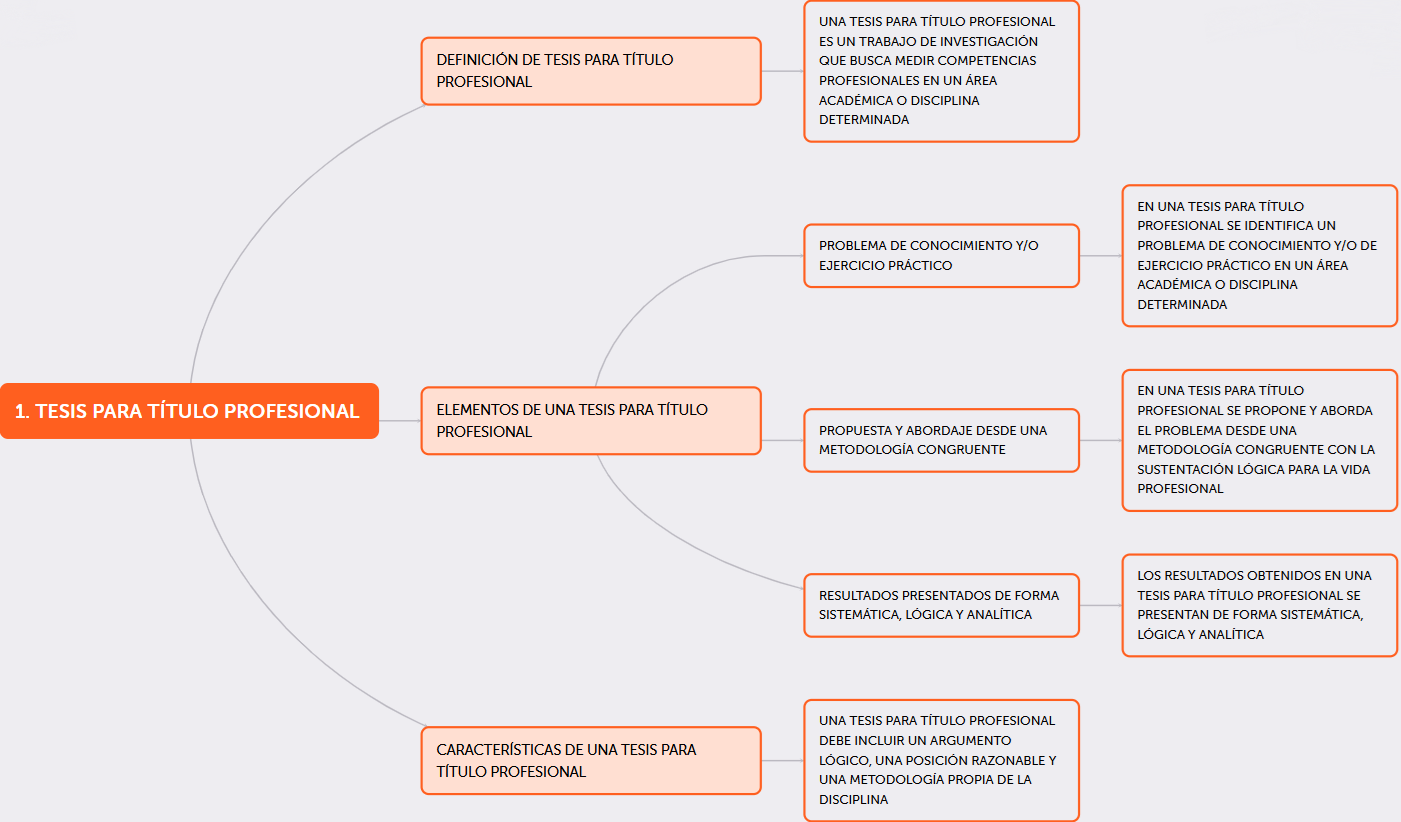 1. TESIS PARA TÍTULO PROFESIONAL
DEFINICIÓN DE TESIS PARA TÍTULO
PROFESIONAL
UNA TESIS PARA TÍTULO PROFESIONAL
ES UN TRABAJO DE INVESTIGACIÓN
QUE BUSCA MEDIR COMPETENCIAS
PROFESIONALES EN UN ÁREA
ACADÉMICA O DISCIPLINA
DETERMINADA
ELEMENTOS DE UNA TESIS PARA TÍTULO
PROFESIONAL
PROBLEMA DE CONOCIMIENTO Y/O
EJERCICIO PRÁCTICO
EN UNA TESIS PARA TÍTULO
PROFESIONAL SE IDENTIFICA UN
PROBLEMA DE CONOCIMIENTO Y/O DE
EJERCICIO PRÁCTICO EN UN ÁREA
ACADÉMICA O DISCIPLINA
DETERMINADA
PROPUESTA Y ABORDAJE DESDE UNA
METODOLOGÍA CONGRUENTE
EN UNA TESIS PARA TÍTULO
PROFESIONAL SE PROPONE Y ABORDA
EL PROBLEMA DESDE UNA
METODOLOGÍA CONGRUENTE CON LA
SUSTENTACIÓN LÓGICA PARA LA VIDA
PROFESIONAL
RESULTADOS PRESENTADOS DE FORMA
SISTEMÁTICA, LÓGICA Y ANALÍTICA
LOS RESULTADOS OBTENIDOS EN UNA
TESIS PARA TÍTULO PROFESIONAL SE
PRESENTAN DE FORMA SISTEMÁTICA,
LÓGICA Y ANALÍTICA
CARACTERÍSTICAS DE UNA TESIS PARA
TÍTULO PROFESIONAL
UNA TESIS PARA TÍTULO PROFESIONAL
DEBE INCLUIR UN ARGUMENTO
LÓGICO, UNA POSICIÓN RAZONABLE Y
UNA METODOLOGÍA PROPIA DE LA
DISCIPLINA